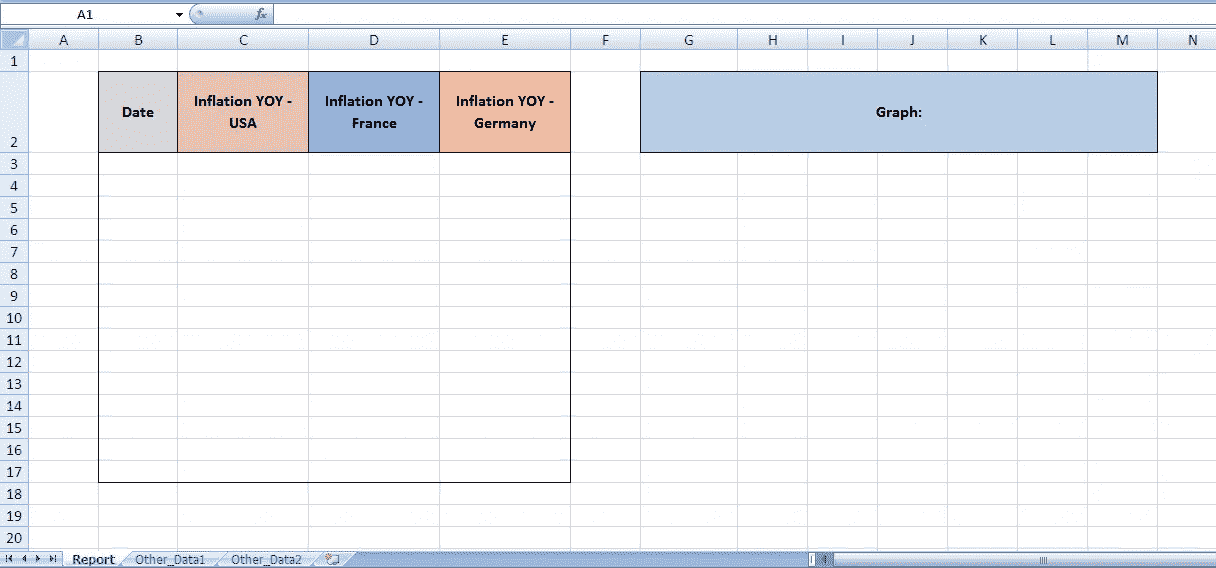 A1
fx
A B C D E F G H I J K L M N
1
Date
Inflation YOY -
USA
Inflation YOY -
France
Inflation YOY -
Germany
Graph:
2
3
4
5
6
7
8
9
10
11
12
13
14
15
16
17
18
19
20
Report Other_Data1 Other_Data2